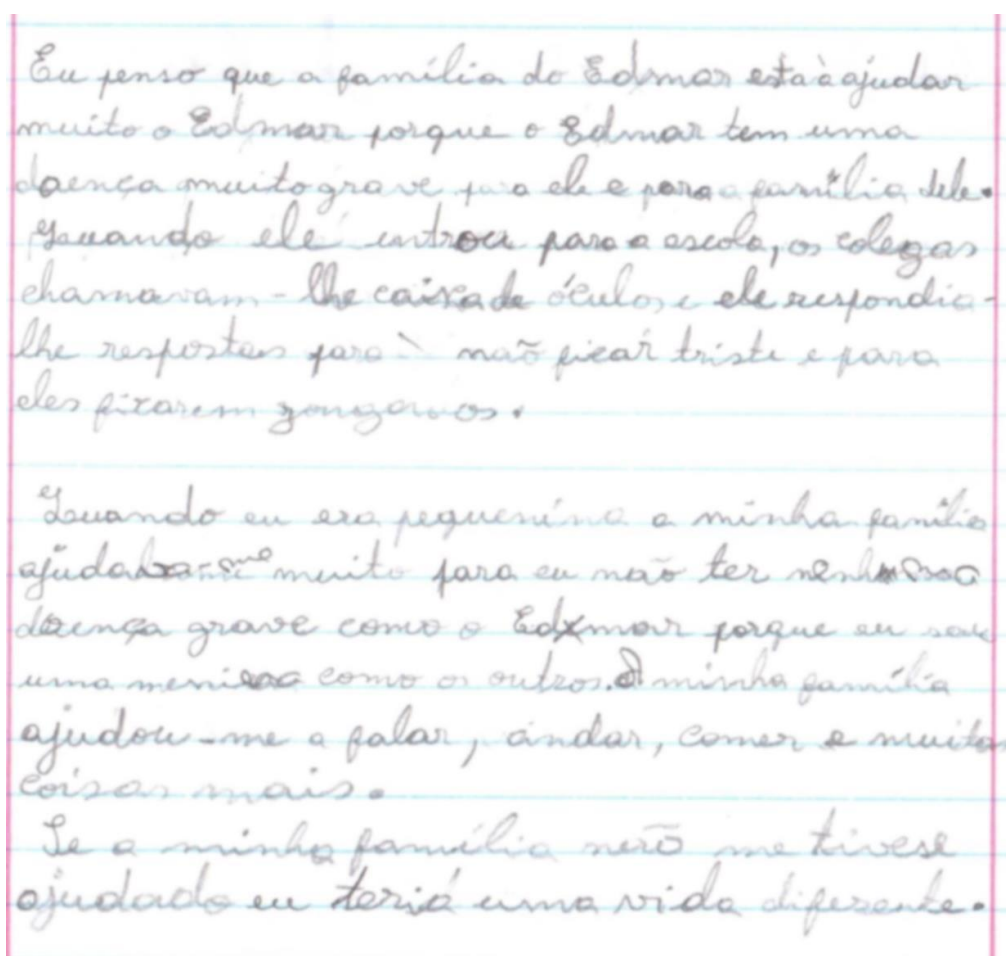 Eu penso que a família do Edmar esta à ajudar
muito o Edmar porque o Edmar tem uma
doença muito grave para ele e para a família dele.
Quando ele entrou para a escola, os colegas
chamavam-lhe caixa de óculos e ele respondia-
lhe respostas para não ficar triste e para
eles ficarem zangados.
Quando eu era pequenina a minha família
ajudava-me muito para eu não ter nenhuma
doença grave como o Edmar porque eu sou
uma menina como os outros. A minha família
ajudou-me a falar, andar, comer e muitas
coisas mais.
Se a minha família não me tivese
ajudado eu teria uma vida diferente.